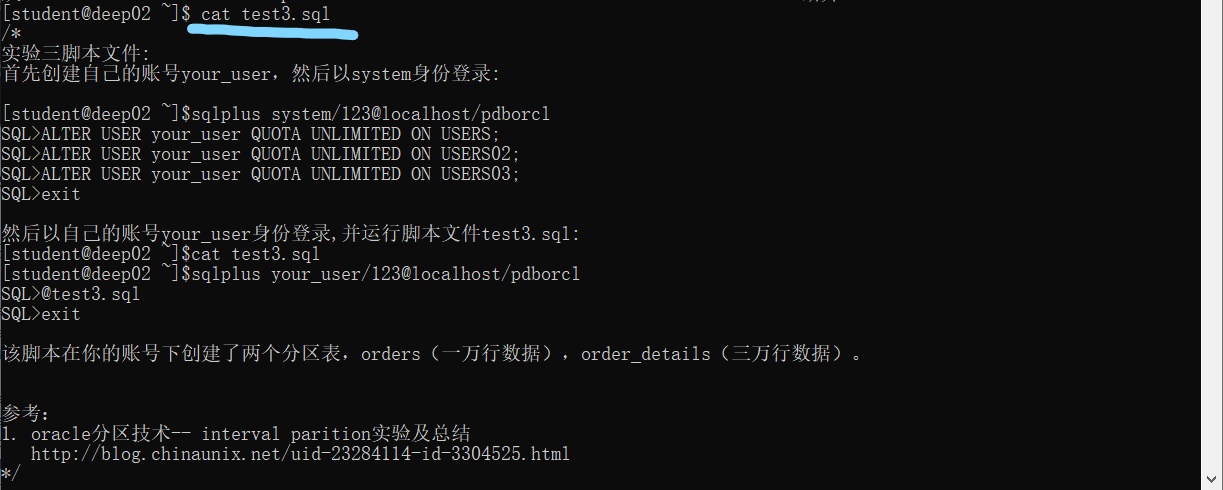 [student@deep02 ~]$ cat test3.sql
/*
实验三脚本文件:
首先创建自己的账号your_user，然后以system身份登录:
[student@deep02 ~]$sqlplus system/123@localhost/pdborcl
SQL>ALTER USER your_user QUOTA UNLIMITED ON USERS;
SQL>ALTER USER your_user QUOTA UNLIMITED ON USERS02;
SQL>ALTER USER your_user QUOTA UNLIMITED ON USERS03;
SQL>exit
然后以自己的账号your_user身份登录,并运行脚本文件test3.sql:
[student@deep02 ~]$cat test3.sql
[student@deep02 ~]$sqlplus your_user/123@localhost/pdborcl
SQL>@test3.sql
SQL>exit
该脚本在你的账号下创建了两个分区表，orders（一万行数据），order_details（三万行数据）。
参考：
1. oracle分区技术-- interval parition实验及总结
http://blog.chinaunix.net/uid-23284114-id-3304525.html
*/